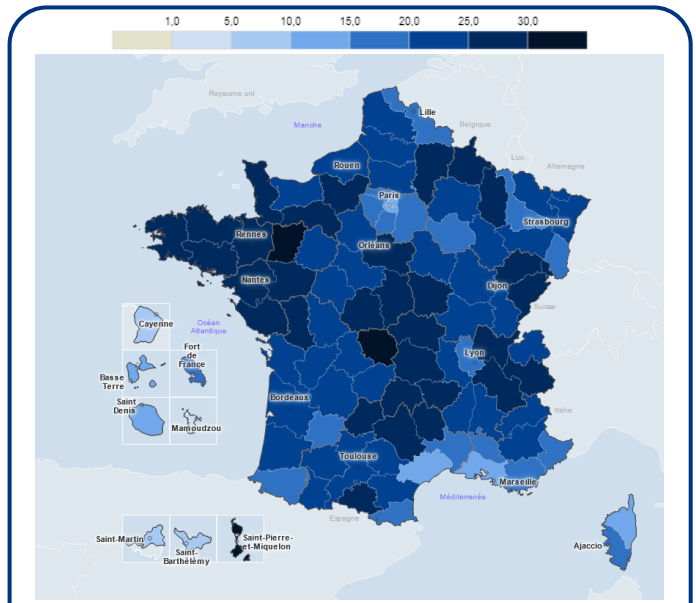 1,0 5,0 10,0 15,0 20,0 25,0 30,0
Royaume uni
Lille
Manche
Belgique
Lux.
Allemagne
Rouen
Paris
Strasbourg
Rennes
Orléans
Nantes
Dijon
Suisse
Cayenne
Océan
Atlantique
Fort
de
France
Lyon
Basse
Terre
Saint
Denis
Mamoudzou
Bordeaux
Italie
Toulouse
Marseille
Méditerranée
Espagne
Saint-Martin
Saint-
Barthélémy
Saint-Pierre-
et-Miquelon
Ajaccio